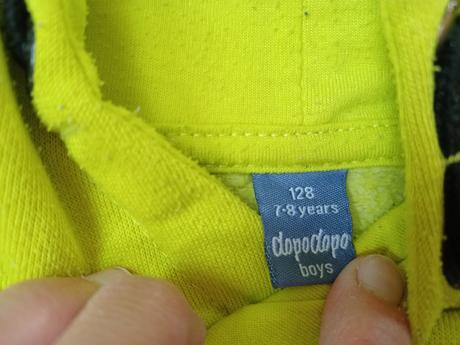 128
7-8 years
dopodopo
boys